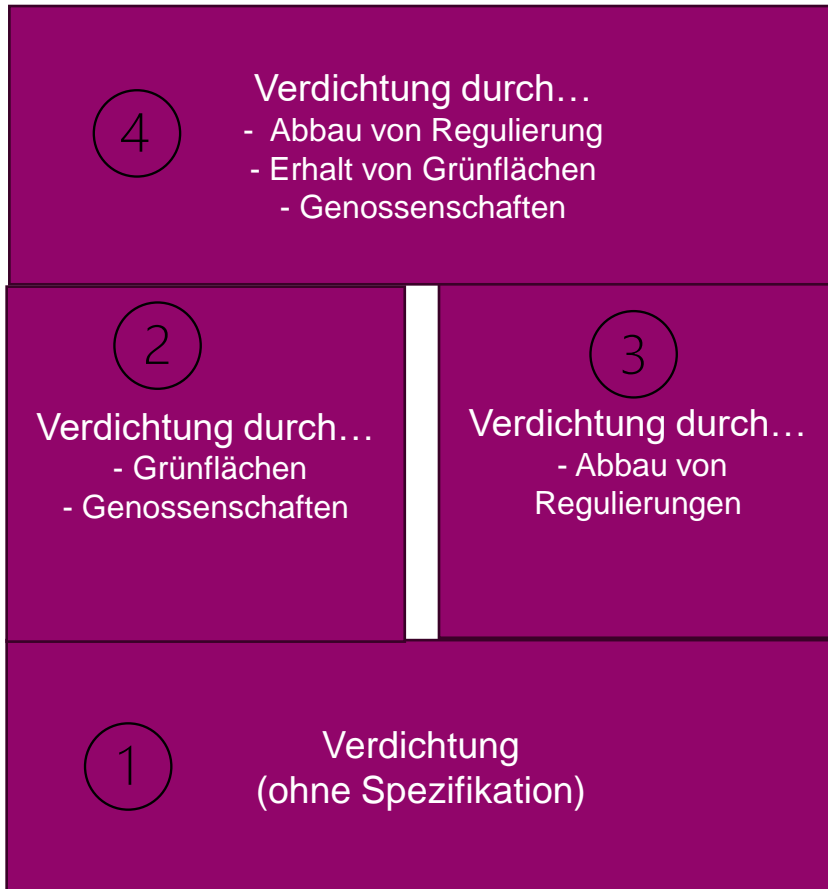 4
Verdichtung durch…
- Abbau von Regulierung
- Erhalt von Grünflächen
- Genossenschaften
2
Verdichtung durch…
- Grünflächen
- Genossenschaften
3
Verdichtung durch…
- Abbau von
Regulierungen
1
Verdichtung
(ohne Spezifikation)